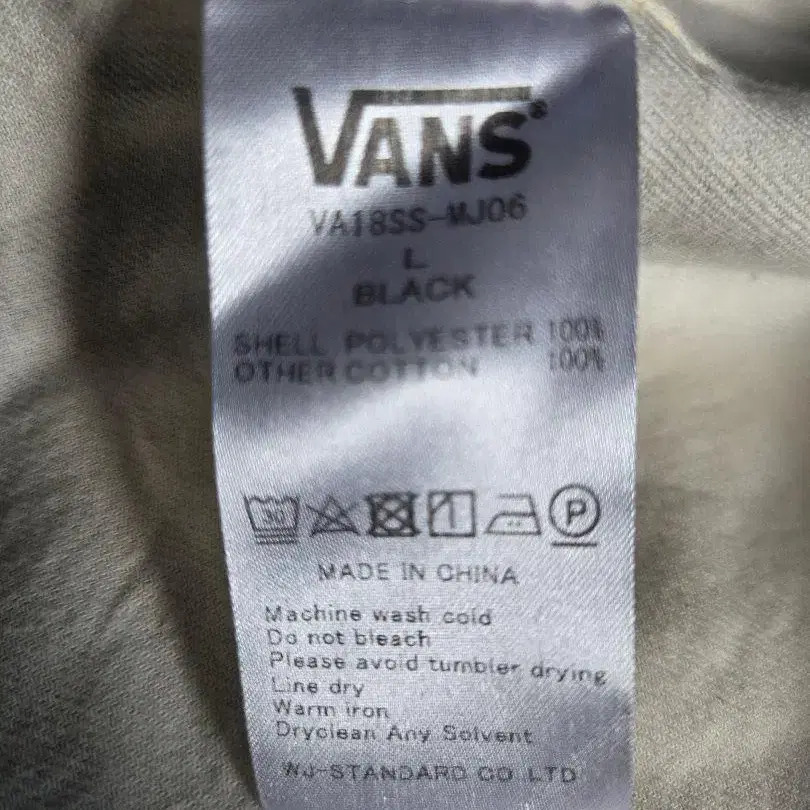 VANS®
VA18SS-MJ06
L
BLACK
SHELL POLYESTER 100%
OTHER COTTON 100%
30
P
MADE IN CHINA
Machine wash cold
Do not bleach
Please avoid tumbler drying
Line dry
Warm iron
Dryclean Any Solvent
WJ-STANDARD CO LTD